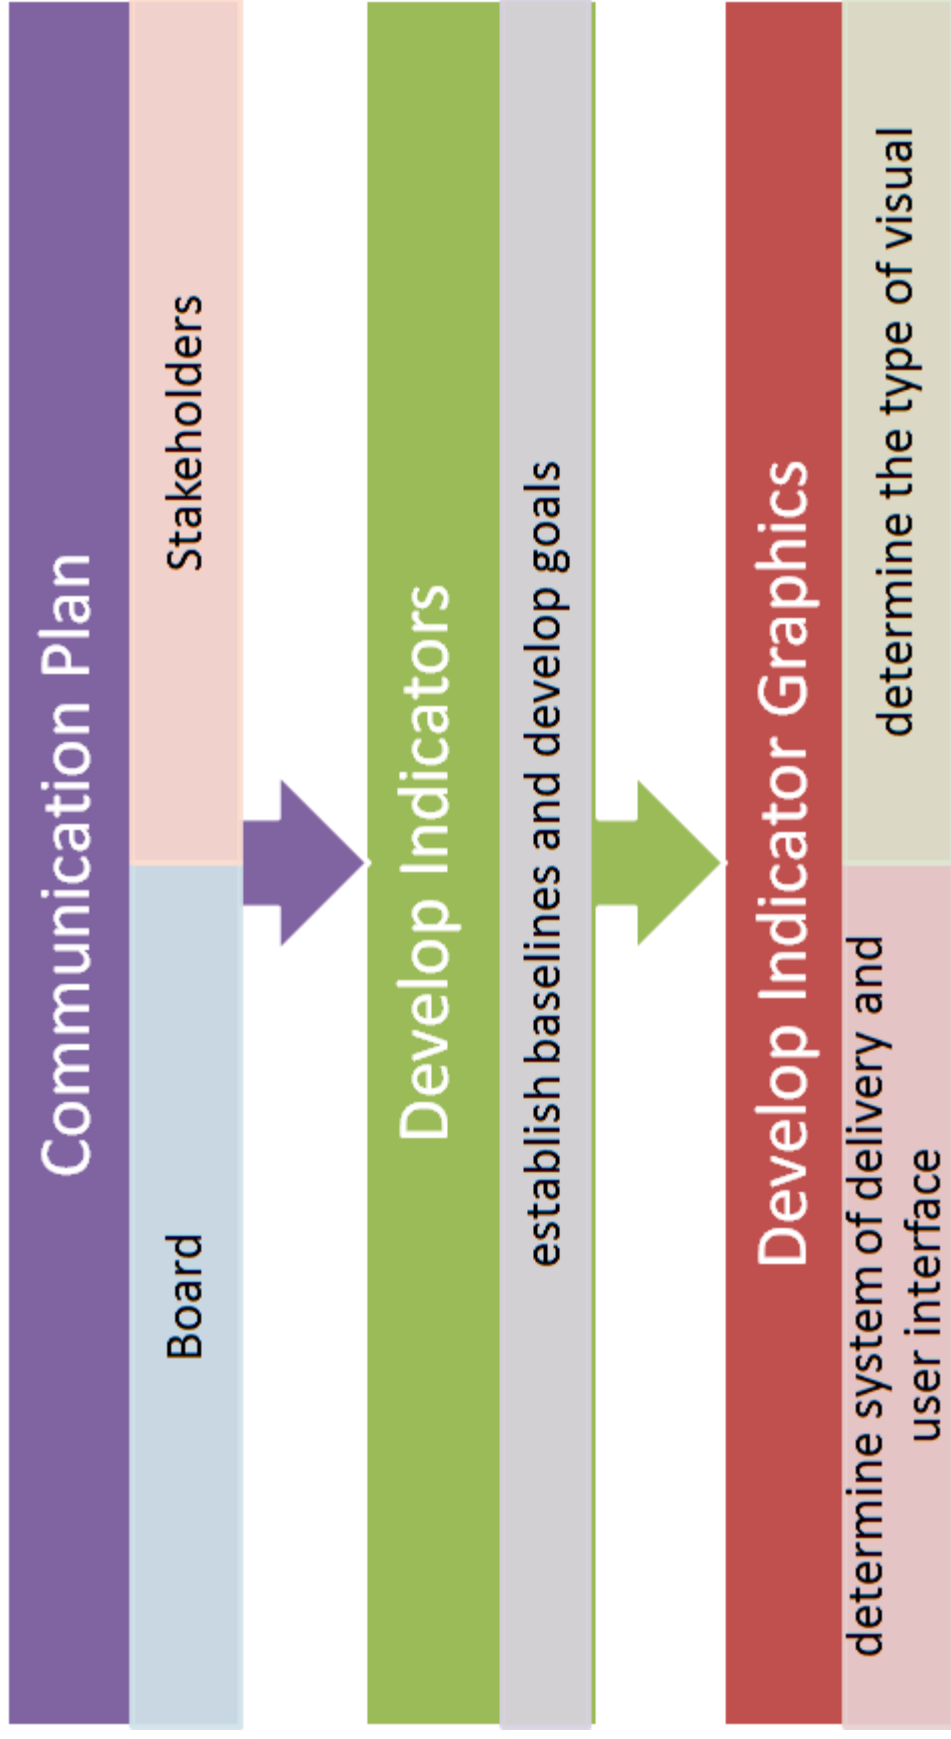 Communication Plan
Board
Stakeholders
Develop Indicators
establish baselines and develop goals
Develop Indicator Graphics
determine system of delivery and
user interface
determine the type of visual